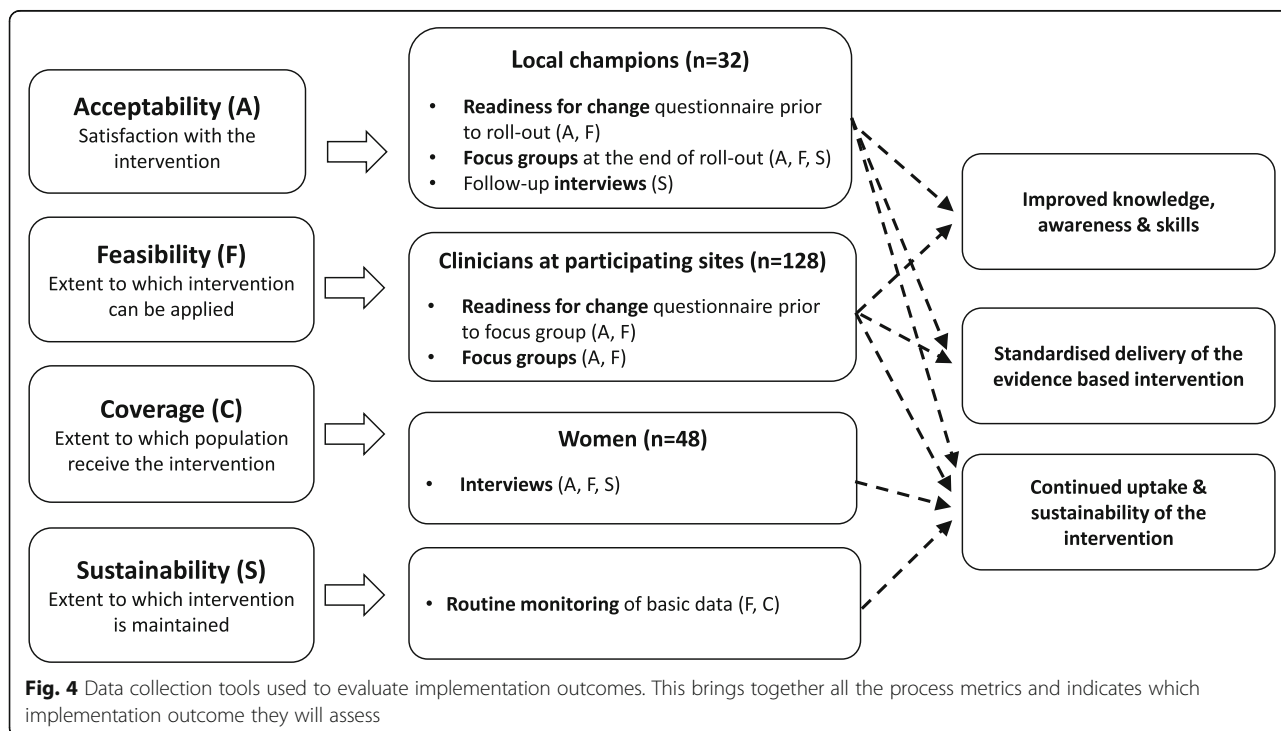 Acceptability (A)
Satisfaction with the
intervention
Feasibility (F)
Extent to which intervention
can be applied
Coverage (C)
Extent to which population
receive the intervention
Sustainability (S)
Extent to which intervention
is maintained
Local champions (n=32)
• Readiness for change questionnaire prior
to roll-out (A, F)
• Focus groups at the end of roll-out (A, F, S)
• Follow-up interviews (S)
Clinicians at participating sites (n=128)
• Readiness for change questionnaire prior
to focus group (A, F)
• Focus groups (A, F)
Women (n=48)
• Interviews (A, F, S)
• Routine monitoring of basic data (F, C)
Improved knowledge,
awareness & skills
Standardised delivery of the
evidence based intervention
Continued uptake &
sustainability of the
intervention
Fig. 4 Data collection tools used to evaluate implementation outcomes. This brings together all the process metrics and indicates which
implementation outcome they will assess